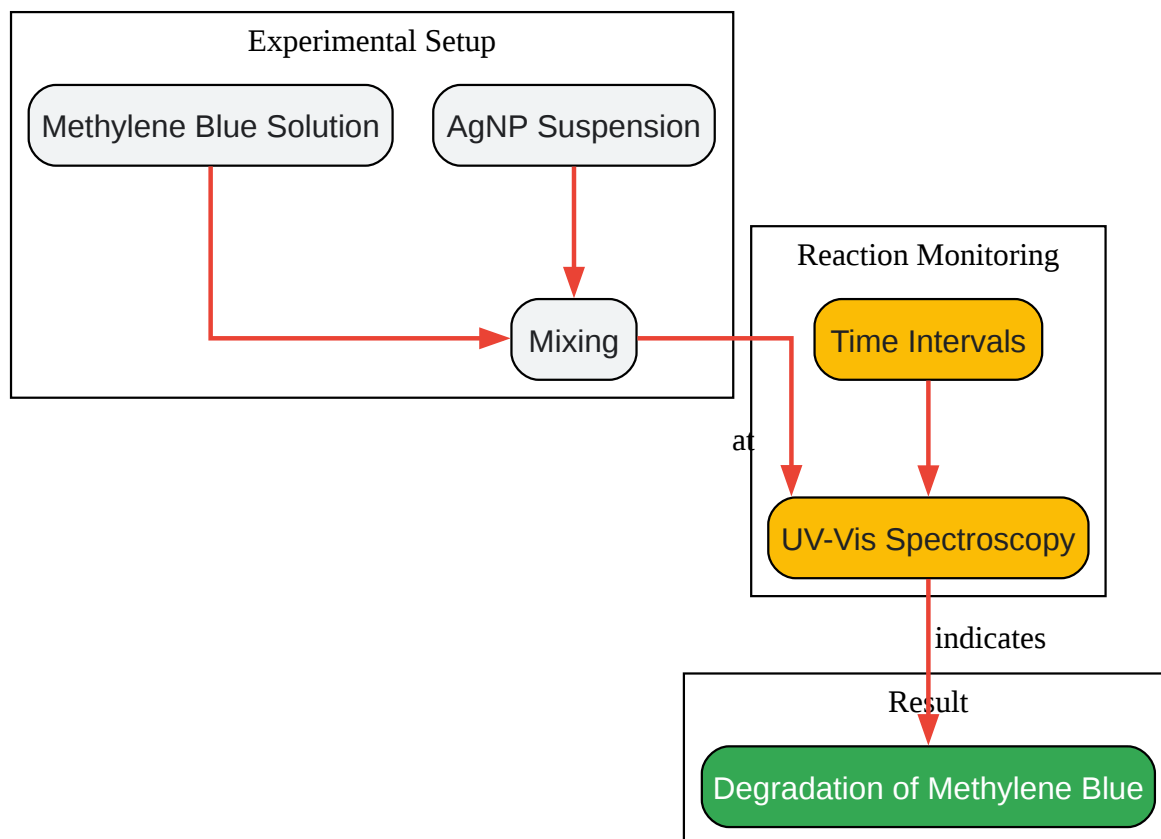 Experimental Setup
Methylene Blue Solution
AgNP Suspension
Mixing
Reaction Monitoring
Time Intervals
at
UV-Vis Spectroscopy
indicates
Result
Degradation of Methylene Blue